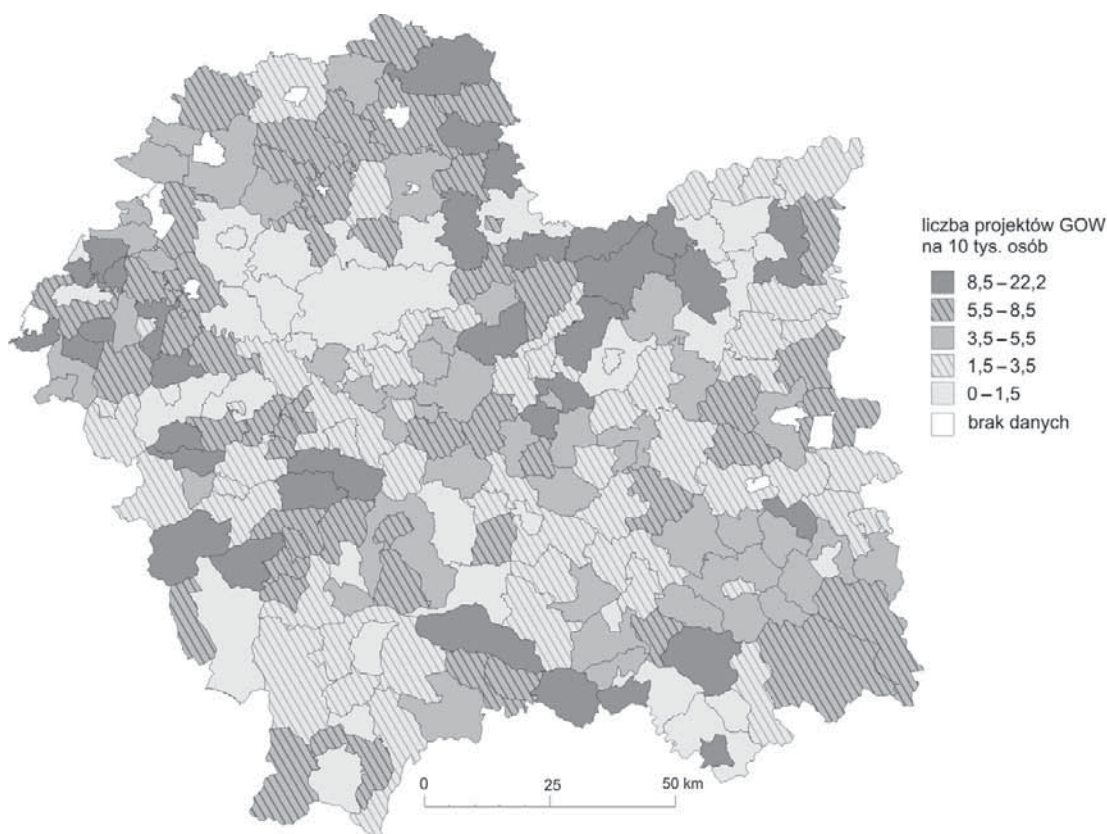 liczba projektów GOW
na 10 tys. osób
8,5 – 22,2
5,5 – 8,5
3,5 – 5,5
1,5 – 3,5
0 – 1,5
brak danych
0 25 50 km